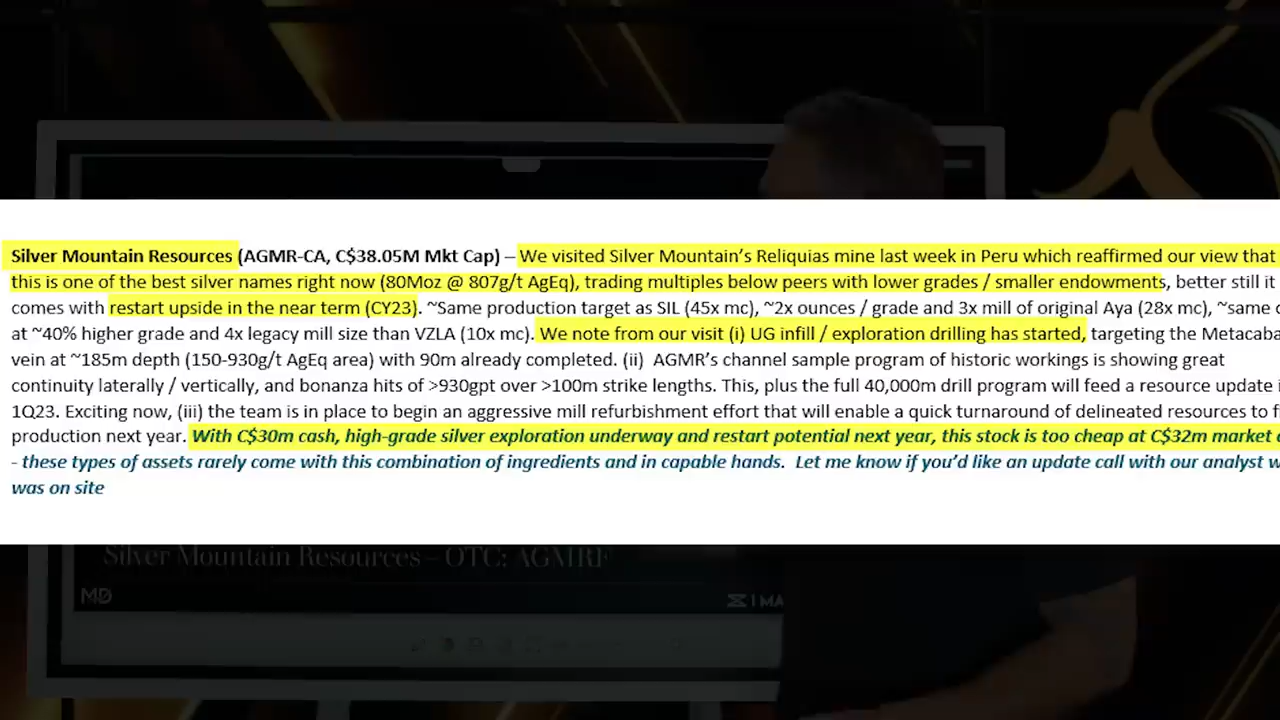 Silver Mountain Resources (AGMR-CA, C$38.05M Mkt Cap) – We visited Silver Mountain's Reliquias mine last week in Peru which reaffirmed our view that
this is one of the best silver names right now (80Moz @ 807g/t AgEq), trading multiples below peers with lower grades / smaller endowments, better still it
comes with restart upside in the near term (CY23). ~Same production target as SIL (45x mc), ~2x ounces / grade and 3x mill of original Aya (28x mc), ~same
at ~40% higher grade and 4x legacy mill size than VZLA (10x mc). We note from our visit (i) UG infill / exploration drilling has started, targeting the Metacaba
vein at ~185m depth (150-930g/t AgEq area) with 90m already completed. (ii) AGMR's channel sample program of historic workings is showing great
continuity laterally / vertically, and bonanza hits of >930gpt over >100m strike lengths. This, plus the full 40,000m drill program will feed a resource update
1Q23. Exciting now, (iii) the team is in place to begin an aggressive mill refurbishment effort that will enable a quick turnaround of delineated resources to
production next year. With C$30m cash, high-grade silver exploration underway and restart potential next year, this stock is too cheap at C$32m market
- these types of assets rarely come with this combination of ingredients and in capable hands. Let me know if you'd like an update call with our analyst
was on site
Silver Mountain Resources – OTC: AGMRF
MD
I MA